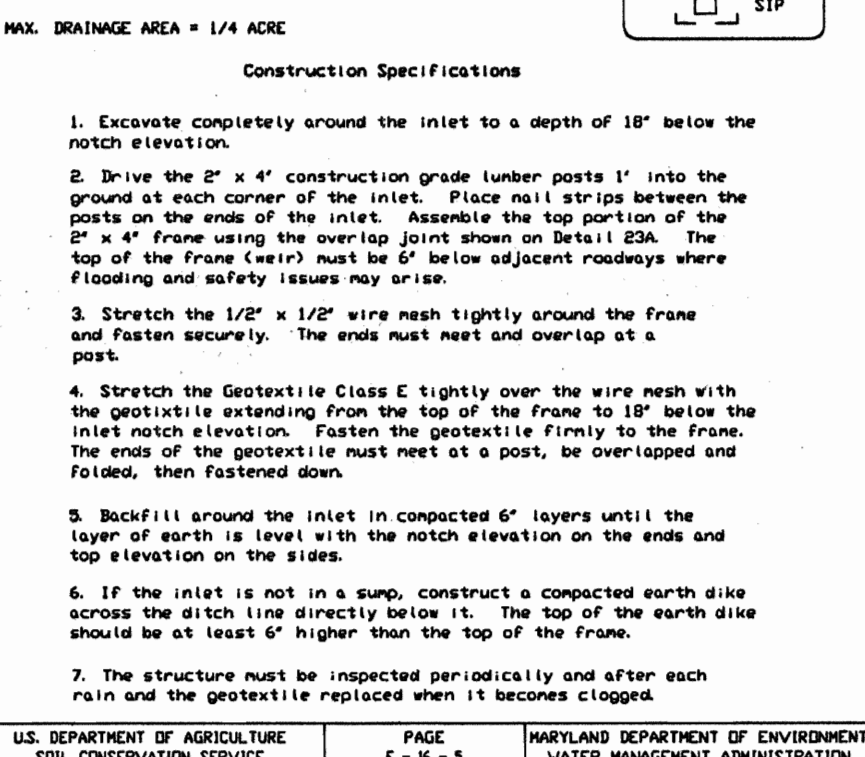 SIP
MAX. DRAINAGE AREA = 1/4 ACRE
Construction Specifications
1. Excavate completely around the inlet to a depth of 18" below the
notch elevation.
2. Drive the 2" x 4" construction grade lumber posts 1' into the
ground at each corner of the inlet. Place nail strips between the
posts on the ends of the inlet. Assemble the top portion of the
2" x 4" frame using the overlap joint shown on Detail 23A. The
top of the frame (weir) must be 6" below adjacent roadways where
flooding and safety issues may arise.
3. Stretch the 1/2" x 1/2" wire mesh tightly around the frame
and fasten securely. The ends must meet and overlap at a
post.
4. Stretch the Geotextile Class E tightly over the wire mesh with
the geotixtile extending from the top of the frame to 18" below the
inlet notch elevation. Fasten the geotextile firmly to the frame.
The ends of the geotextile must meet at a post, be overlapped and
folded, then fastened down.
5. Backfill around the inlet in compacted 6" layers until the
layer of earth is level with the notch elevation on the ends and
top elevation on the sides.
6. If the inlet is not in a sump, construct a compacted earth dike
across the ditch line directly below it. The top of the earth dike
should be at least 6" higher than the top of the frame.
7. The structure must be inspected periodically and after each
rain and the geotextile replaced when it becomes clogged.
U.S. DEPARTMENT OF AGRICULTURE
SOIL CONSERVATION SERVICE
PAGE
E - 16 - 5
MARYLAND DEPARTMENT OF ENVIRONMENT
WATER MANAGEMENT ADMINISTRATION